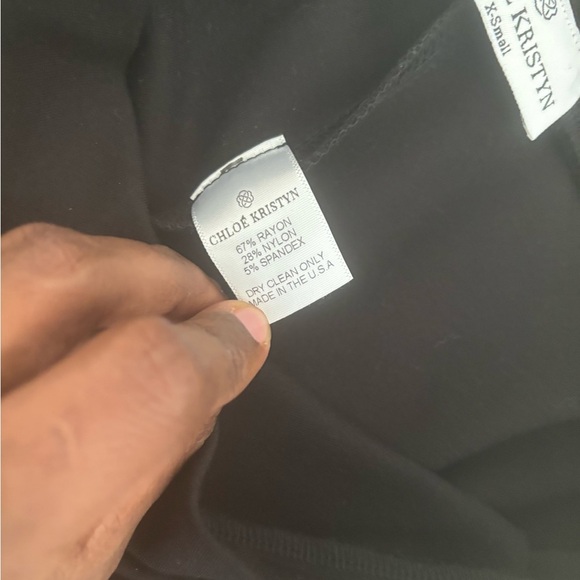 CHLOÉ KRISTYN
67% RAYON
28% NYLON
5% SPANDEX
DRY CLEAN ONLY
MADE IN THE U.S.A
KRISTYN
X-Small